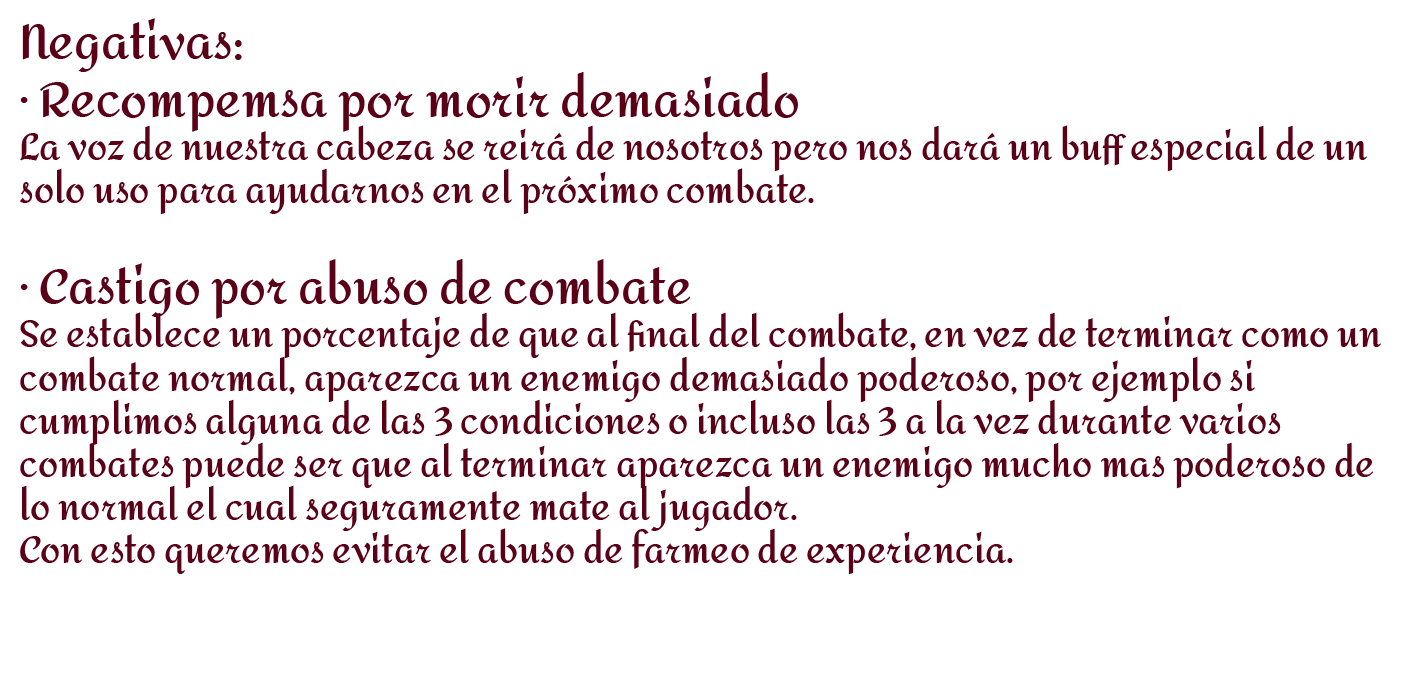 Negativas:
· Recompemsa por morir demasiado
La voz de nuestra cabeza se reirá de nosotros pero nos dará un buff especial de un
solo uso para ayudarnos en el próximo combate.
· Castigo por abuso de combate
Se establece un porcentaje de que al final del combate, en vez de terminar como un
combate normal, aparezca un enemigo demasiado poderoso, por ejemplo si
cumplimos alguna de las 3 condiciones o incluso las 3 a la vez durante varios
combates puede ser que al terminar aparezca un enemigo mucho mas poderoso de
lo normal el cual seguramente mate al jugador.
Con esto queremos evitar el abuso de farmeo de experiencia.